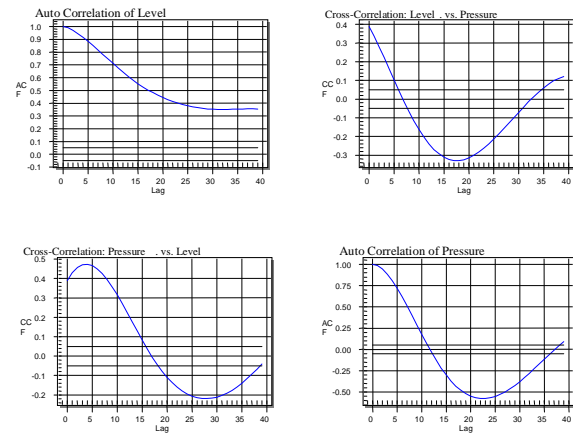 Auto Correlation of Level
1.0
0.9
0.8
0.7
0.6
0.5
0.4
0.3
0.2
0.1
0.0
-0.1
AC
F
0 5 10 15 20 25 30 35 40
Lag
Cross-Correlation: Level . vs. Pressure
0.4
0.3
0.2
0.1
0.0
-0.1
-0.2
-0.3
CC
F
0 5 10 15 20 25 30 35 40
Lag
Cross-Correlation: Pressure . vs. Level
0.5
0.4
0.3
0.2
0.1
0.0
-0.1
-0.2
CC
F
0 5 10 15 20 25 30 35 40
Lag
Auto Correlation of Pressure
1.00
0.75
0.50
0.25
0.00
-0.25
-0.50
AC
F
0 5 10 15 20 25 30 35 40
Lag